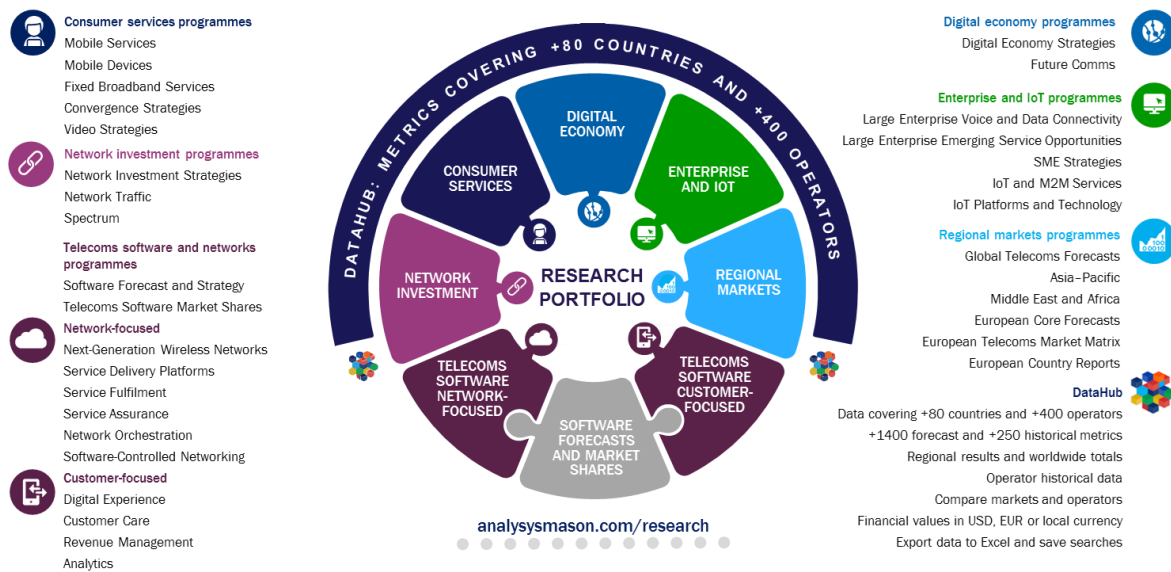 Consumer services programmes
Mobile Services
Mobile Devices
Fixed Broadband Services
Convergence Strategies
Video Strategies
Network investment programmes
Network Investment Strategies
Network Traffic
Spectrum
Telecoms software and networks
programmes
Software Forecast and Strategy
Telecoms Software Market Shares
Network-focused
Next-Generation Wireless Networks
Service Delivery Platforms
Service Fulfilment
Service Assurance
Network Orchestration
Software-Controlled Networking
Customer-focused
Digital Experience
Customer Care
Revenue Management
Analytics
DATAHUB: METRICS COVERING +80 COUNTRIES AND +400 OPERATORS
DIGITAL
ECONOMY
CONSUMER
SERVICES
ENTERPRISE
AND IOT
NETWORK
INVESTMENT
RESEARCH
PORTFOLIO
REGIONAL
MARKETS
TELECOMS
SOFTWARE
NETWORK-
FOCUSED
TELECOMS
SOFTWARE
CUSTOMER-
FOCUSED
SOFTWARE
FORECASTS
AND MARKET
SHARES
analysysmason.com/research
Digital economy programmes
Digital Economy Strategies
Future Comms
Enterprise and IoT programmes
Large Enterprise Voice and Data Connectivity
Large Enterprise Emerging Service Opportunities
SME Strategies
IoT and M2M Services
IoT Platforms and Technology
Regional markets programmes
Global Telecoms Forecasts
Asia–Pacific
Middle East and Africa
European Core Forecasts
European Telecoms Market Matrix
European Country Reports
DataHub
Data covering +80 countries and +400 operators
+1400 forecast and +250 historical metrics
Regional results and worldwide totals
Operator historical data
Compare markets and operators
Financial values in USD, EUR or local currency
Export data to Excel and save searches